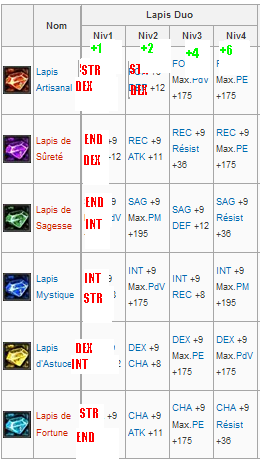 Lapis Duo
Nom
Niv1 Niv2 Niv3 Niv4
+1 +2 +4 +6
Lapis Artisanal
STR DEX
DEX +12
FO Max.PdV +175
Max.PE +175
Lapis de Sûreté
END +9 DEX +12
REC +9 ATK +11
REC +9 Résist +36
REC +9 Max.PE +175
Lapis de Sagesse
END INT
SAG +9 Max.PM +195
SAG +9 DEF +12
SAG +9 Résist +36
Lapis Mystique
INT STR
INT +9 Max.PdV +175
INT +9 REC +8
INT +9 Max.PM +195
Lapis d'Astuce
DEX INT
DEX +9 CHA +8
DEX +9 Max.PE +175
DEX +9 Max.PdV +175
Lapis de Fortune
STR +9 END
CHA +9 ATK +11
CHA +9 Max.PE +175
CHA +9 Résist +36